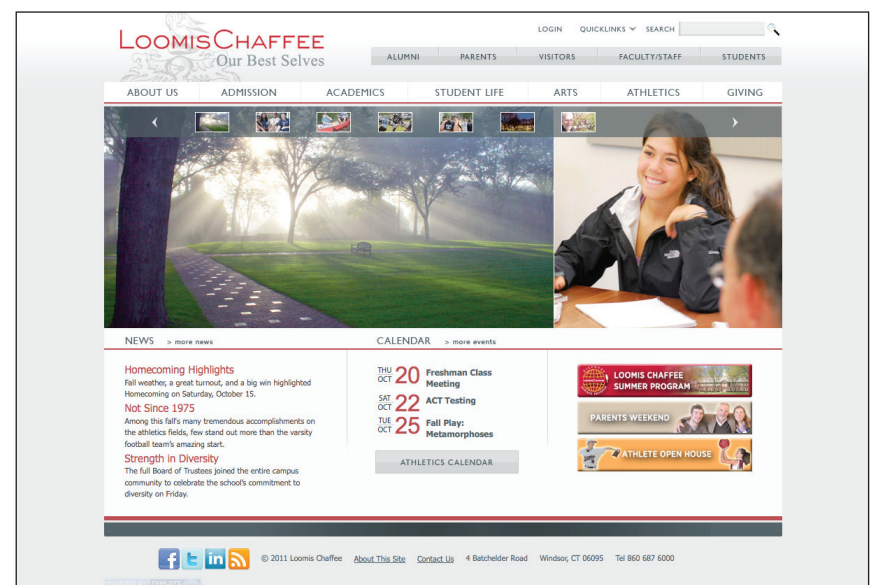 LOOMISCHAFFEE
Our Best Selves
LOGIN QUICKLINKS SEARCH
ALUMNI PARENTS VISITORS FACULTY/STAFF STUDENTS
ABOUT US ADMISSION ACADEMICS STUDENT LIFE ARTS ATHLETICS GIVING
NEWS > more news
Homecoming Highlights
Fall weather, a great turnout, and a big win highlighted
Homecoming on Saturday, October 15.
Not Since 1975
Among this fall's many tremendous accomplishments on
the athletics fields, few stand out more than the varsity
football team's amazing start.
Strength in Diversity
The full Board of Trustees joined the entire campus
community to celebrate the school's commitment to
diversity on Friday.
CALENDAR > more events
THU OCT 20 Freshman Class
Meeting
SAT OCT 22 ACT Testing
TUE OCT 25 Fall Play:
Metamorphoses
ATHLETICS CALENDAR
LOOMIS CHAFFEE
SUMMER PROGRAM
PARENTS WEEKEND
ATHLETE OPEN HOUSE
f t in © 2011 Loomis Chaffee About This Site Contact Us 4 Batchelder Road Windsor, CT 06095 Tel 860 687 6000